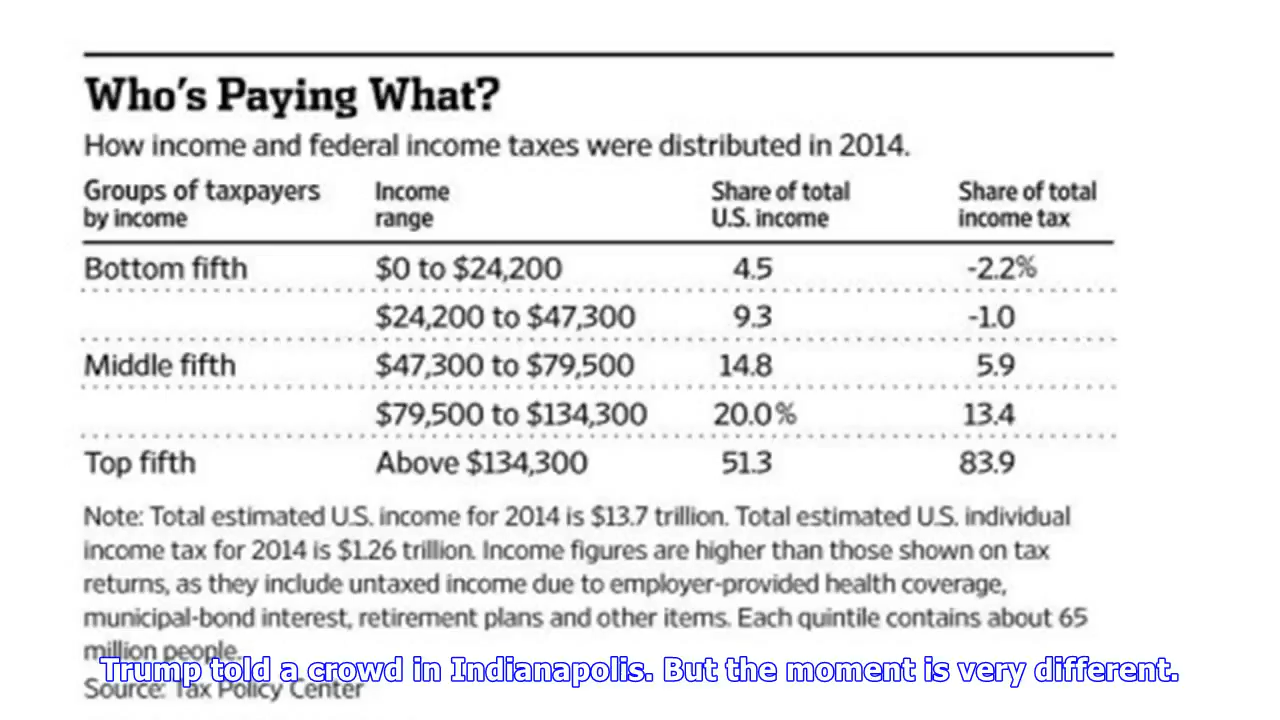 Who's Paying What?
How income and federal income taxes were distributed in 2014.
Groups of taxpayers by income Income range Share of total U.S. income Share of total income tax
Bottom fifth $0 to $24,200 4.5 -2.2%
$24,200 to $47,300 9.3 -1.0
Middle fifth $47,300 to $79,500 14.8 5.9
$79,500 to $134,300 20.0% 13.4
Top fifth Above $134,300 51.3 83.9
Note: Total estimated U.S. income for 2014 is $13.7 trillion. Total estimated U.S. individual
income tax for 2014 is $1.26 trillion. Income figures are higher than those shown on tax
returns, as they include untaxed income due to employer-provided health coverage,
municipal-bond interest, retirement plans and other items. Each quintile contains about 65
million people.
Trump told a crowd in Indianapolis. But the moment is very different.
Source: Tax Policy Center